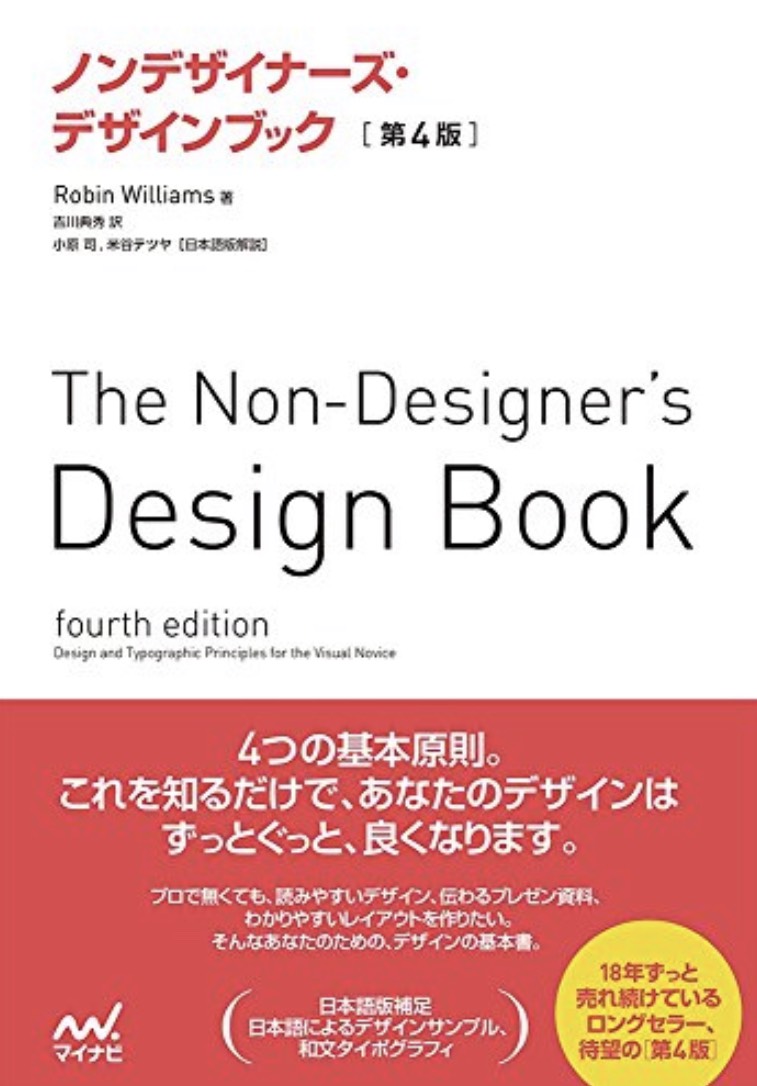 ノンデザイナーズ・
デザインブック [第4版]
Robin Williams 著
吉川典秀 訳
小原 司, 米谷テツヤ [日本語版解説]
The Non-Designer's
Design Book
fourth edition
Design and Typographic Principles for the Visual Novice
4つの基本原則。
これを知るだけで、あなたのデザインは
ずっとぐっと、良くなります。
プロで無くても、読みやすいデザイン、伝わるプレゼン資料、
わかりやすいレイアウトを作りたい。
そんなあなたのための、デザインの基本書。
日本語版補足
日本語によるデザインサンプル、
和文タイポグラフィ
マイナビ
18年ずっと
売れ続けている
ロングセラー、
待望の[第4版]